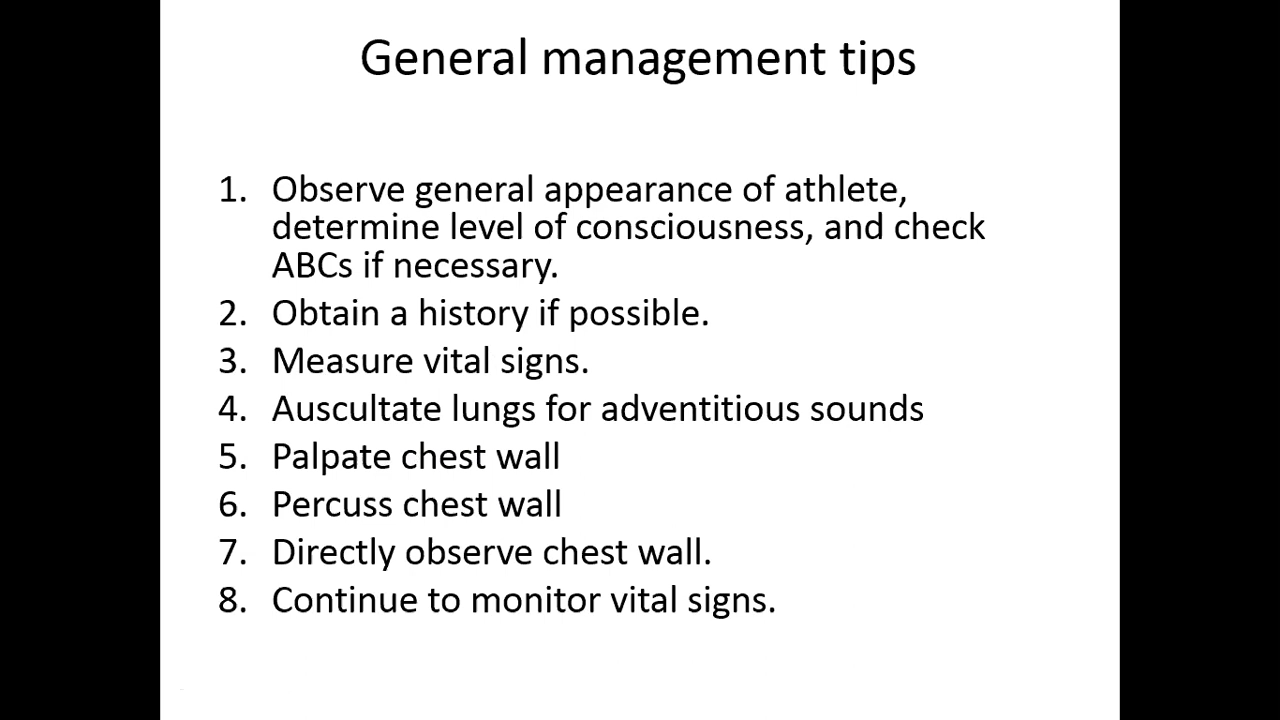 General management tips
1. Observe general appearance of athlete,
determine level of consciousness, and check
ABCs if necessary.
2. Obtain a history if possible.
3. Measure vital signs.
4. Auscultate lungs for adventitious sounds
5. Palpate chest wall
6. Percuss chest wall
7. Directly observe chest wall.
8. Continue to monitor vital signs.